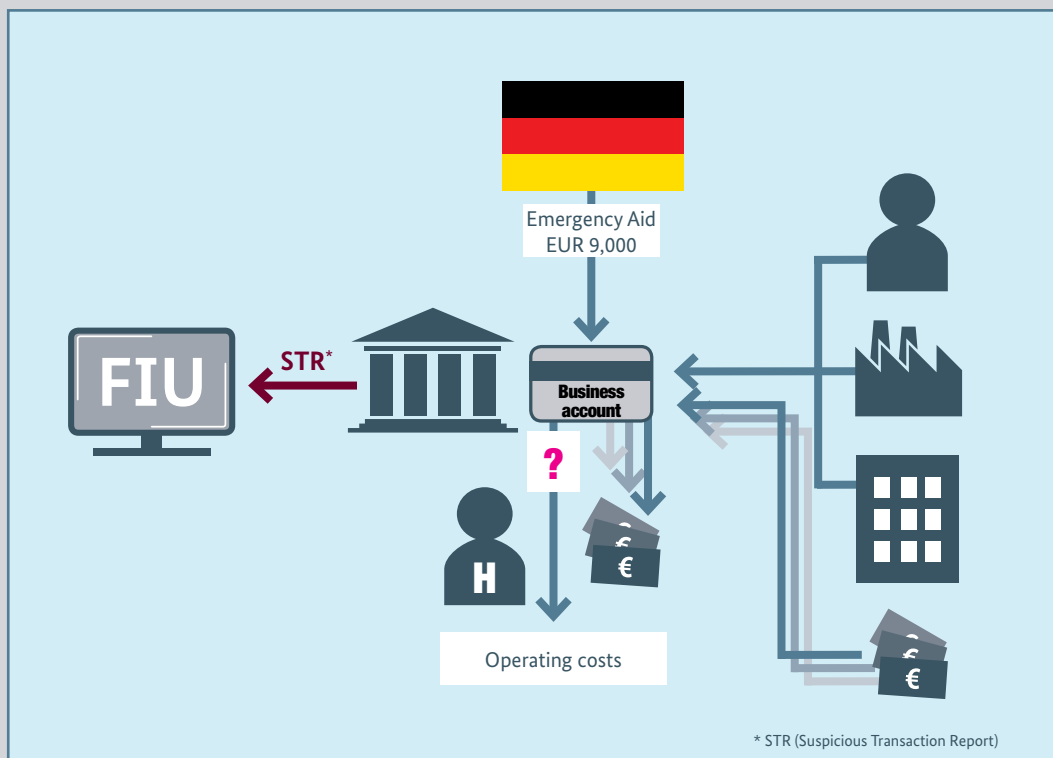 Emergency Aid
EUR 9,000
STR*
FIU
Business
account
?
H
€
€
€
Operating costs
€
€
€
* STR (Suspicious Transaction Report)